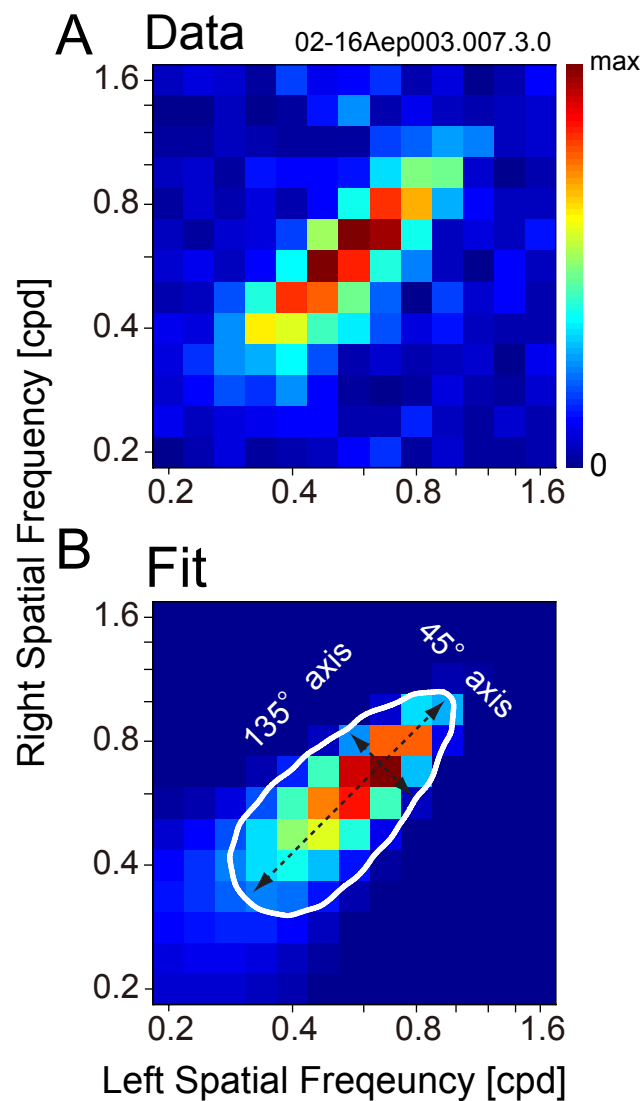 A Data 02-16Aep003.007.3.0
max
1.6
0.8
0.4
0.2
0
0.2 0.4 0.8 1.6
Right Spatial Frequency [cpd]
B Fit
1.6
0.8
0.4
0.2
135° axis
45° axis
0.2 0.4 0.8 1.6
Left Spatial Freqeuncy [cpd]